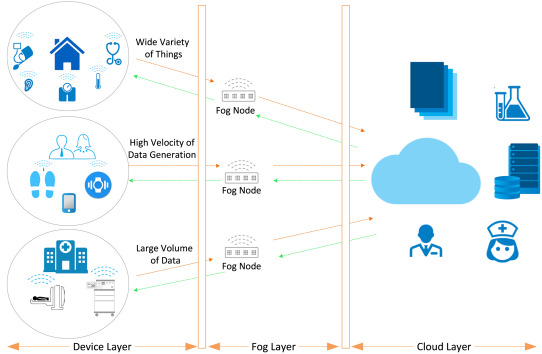 Wide Variety
of Things
Fog Node
High Velocity of
Data Generation
Fog Node
Large Volume
of Data
Fog Node
Device Layer
Fog Layer
Cloud Layer